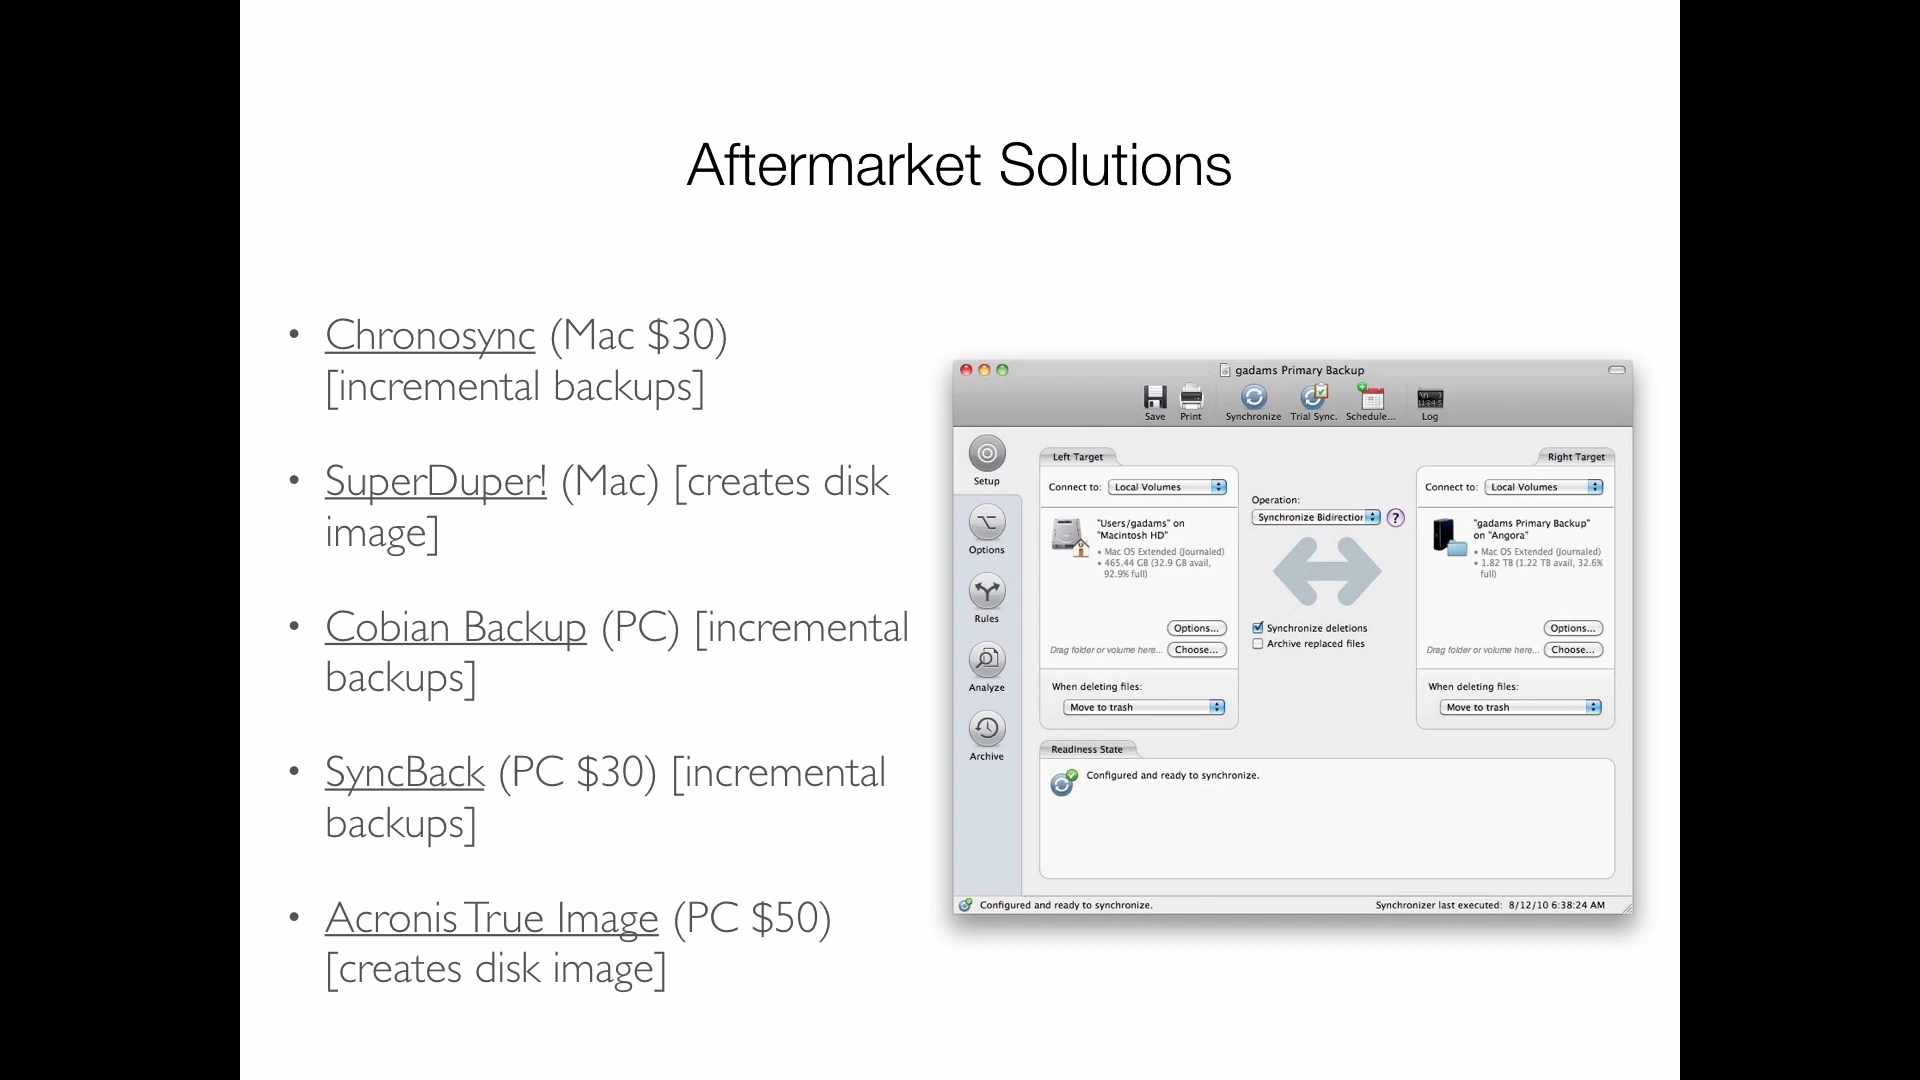 Aftermarket Solutions
• Chronosync (Mac $30)
[incremental backups]
• SuperDuper! (Mac) [creates disk
image]
• Cobian Backup (PC) [incremental
backups]
• SyncBack (PC $30) [incremental
backups]
• Acronis True Image (PC $50)
[creates disk image]
gadams Primary Backup
Save Print Synchronize Trial Sync. Schedule... Log
Setup
Options
Rules
Analyze
Archive
Left Target
Connect to: Local Volumes
"Users/gadams" on
"Macintosh HD"
• Mac OS Extended (Journaled)
• 465.44 GB (32.9 GB avail,
92.9% full)
Options...
Drag folder or volume here... Choose...
When deleting files:
Move to trash
Operation:
Synchronize Bidirection ?
Synchronize deletions
Archive replaced files
Right Target
Connect to: Local Volumes
"gadams Primary Backup"
on "Angora"
• Mac OS Extended (Journaled)
• 1.82 TB (1.22 TB avail, 32.6%
full)
Options...
Drag folder or volume here... Choose...
When deleting files:
Move to trash
Readiness State
Configured and ready to synchronize.
Configured and ready to synchronize. Synchronizer last executed: 8/12/10 6:38:24 AM